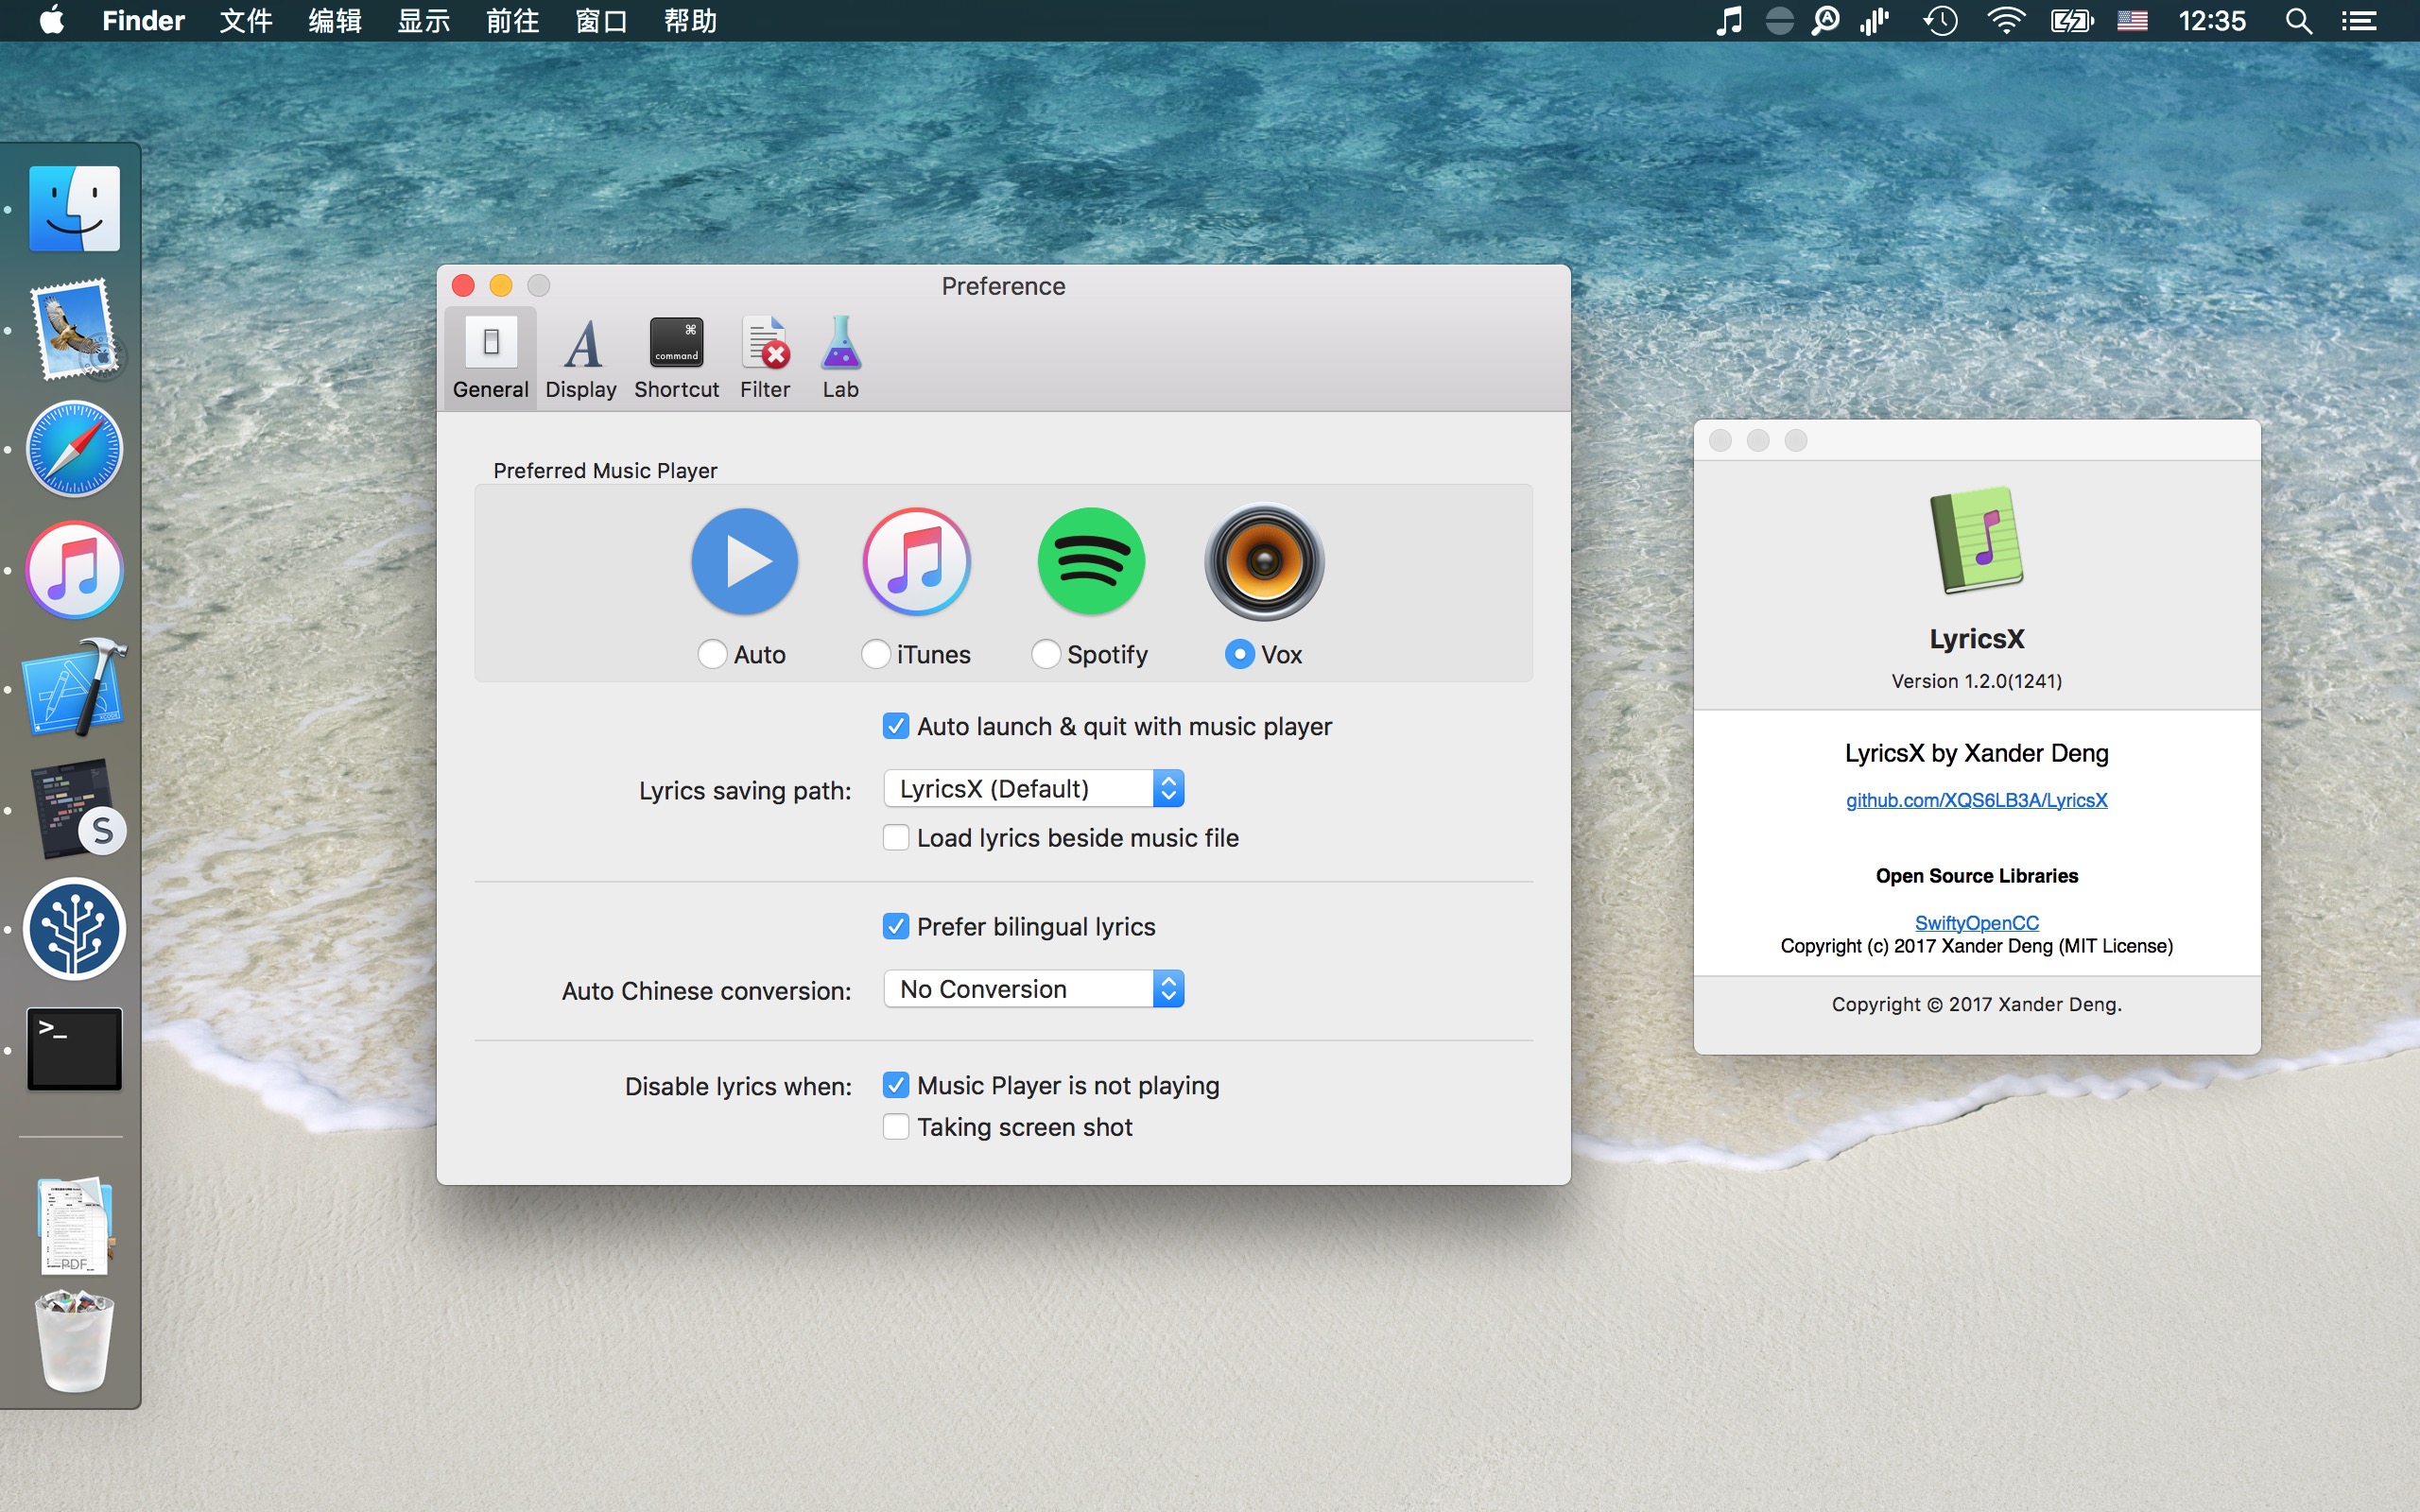 Finder 文件 编辑 显示 前往 窗口 帮助 12:35
Preference
⌘
command
General Display Shortcut Filter Lab
Preferred Music Player
Auto iTunes Spotify Vox
Auto launch & quit with music player
Lyrics saving path: LyricsX (Default)
Load lyrics beside music file
Prefer bilingual lyrics
Auto Chinese conversion: No Conversion
Disable lyrics when: Music Player is not playing
Taking screen shot
LyricsX
Version 1.2.0(1241)
LyricsX by Xander Deng
github.com/XQS6LB3A/LyricsX
Open Source Libraries
SwiftyOpenCC
Copyright (c) 2017 Xander Deng (MIT License)
Copyright © 2017 Xander Deng.
S
>_
PDF